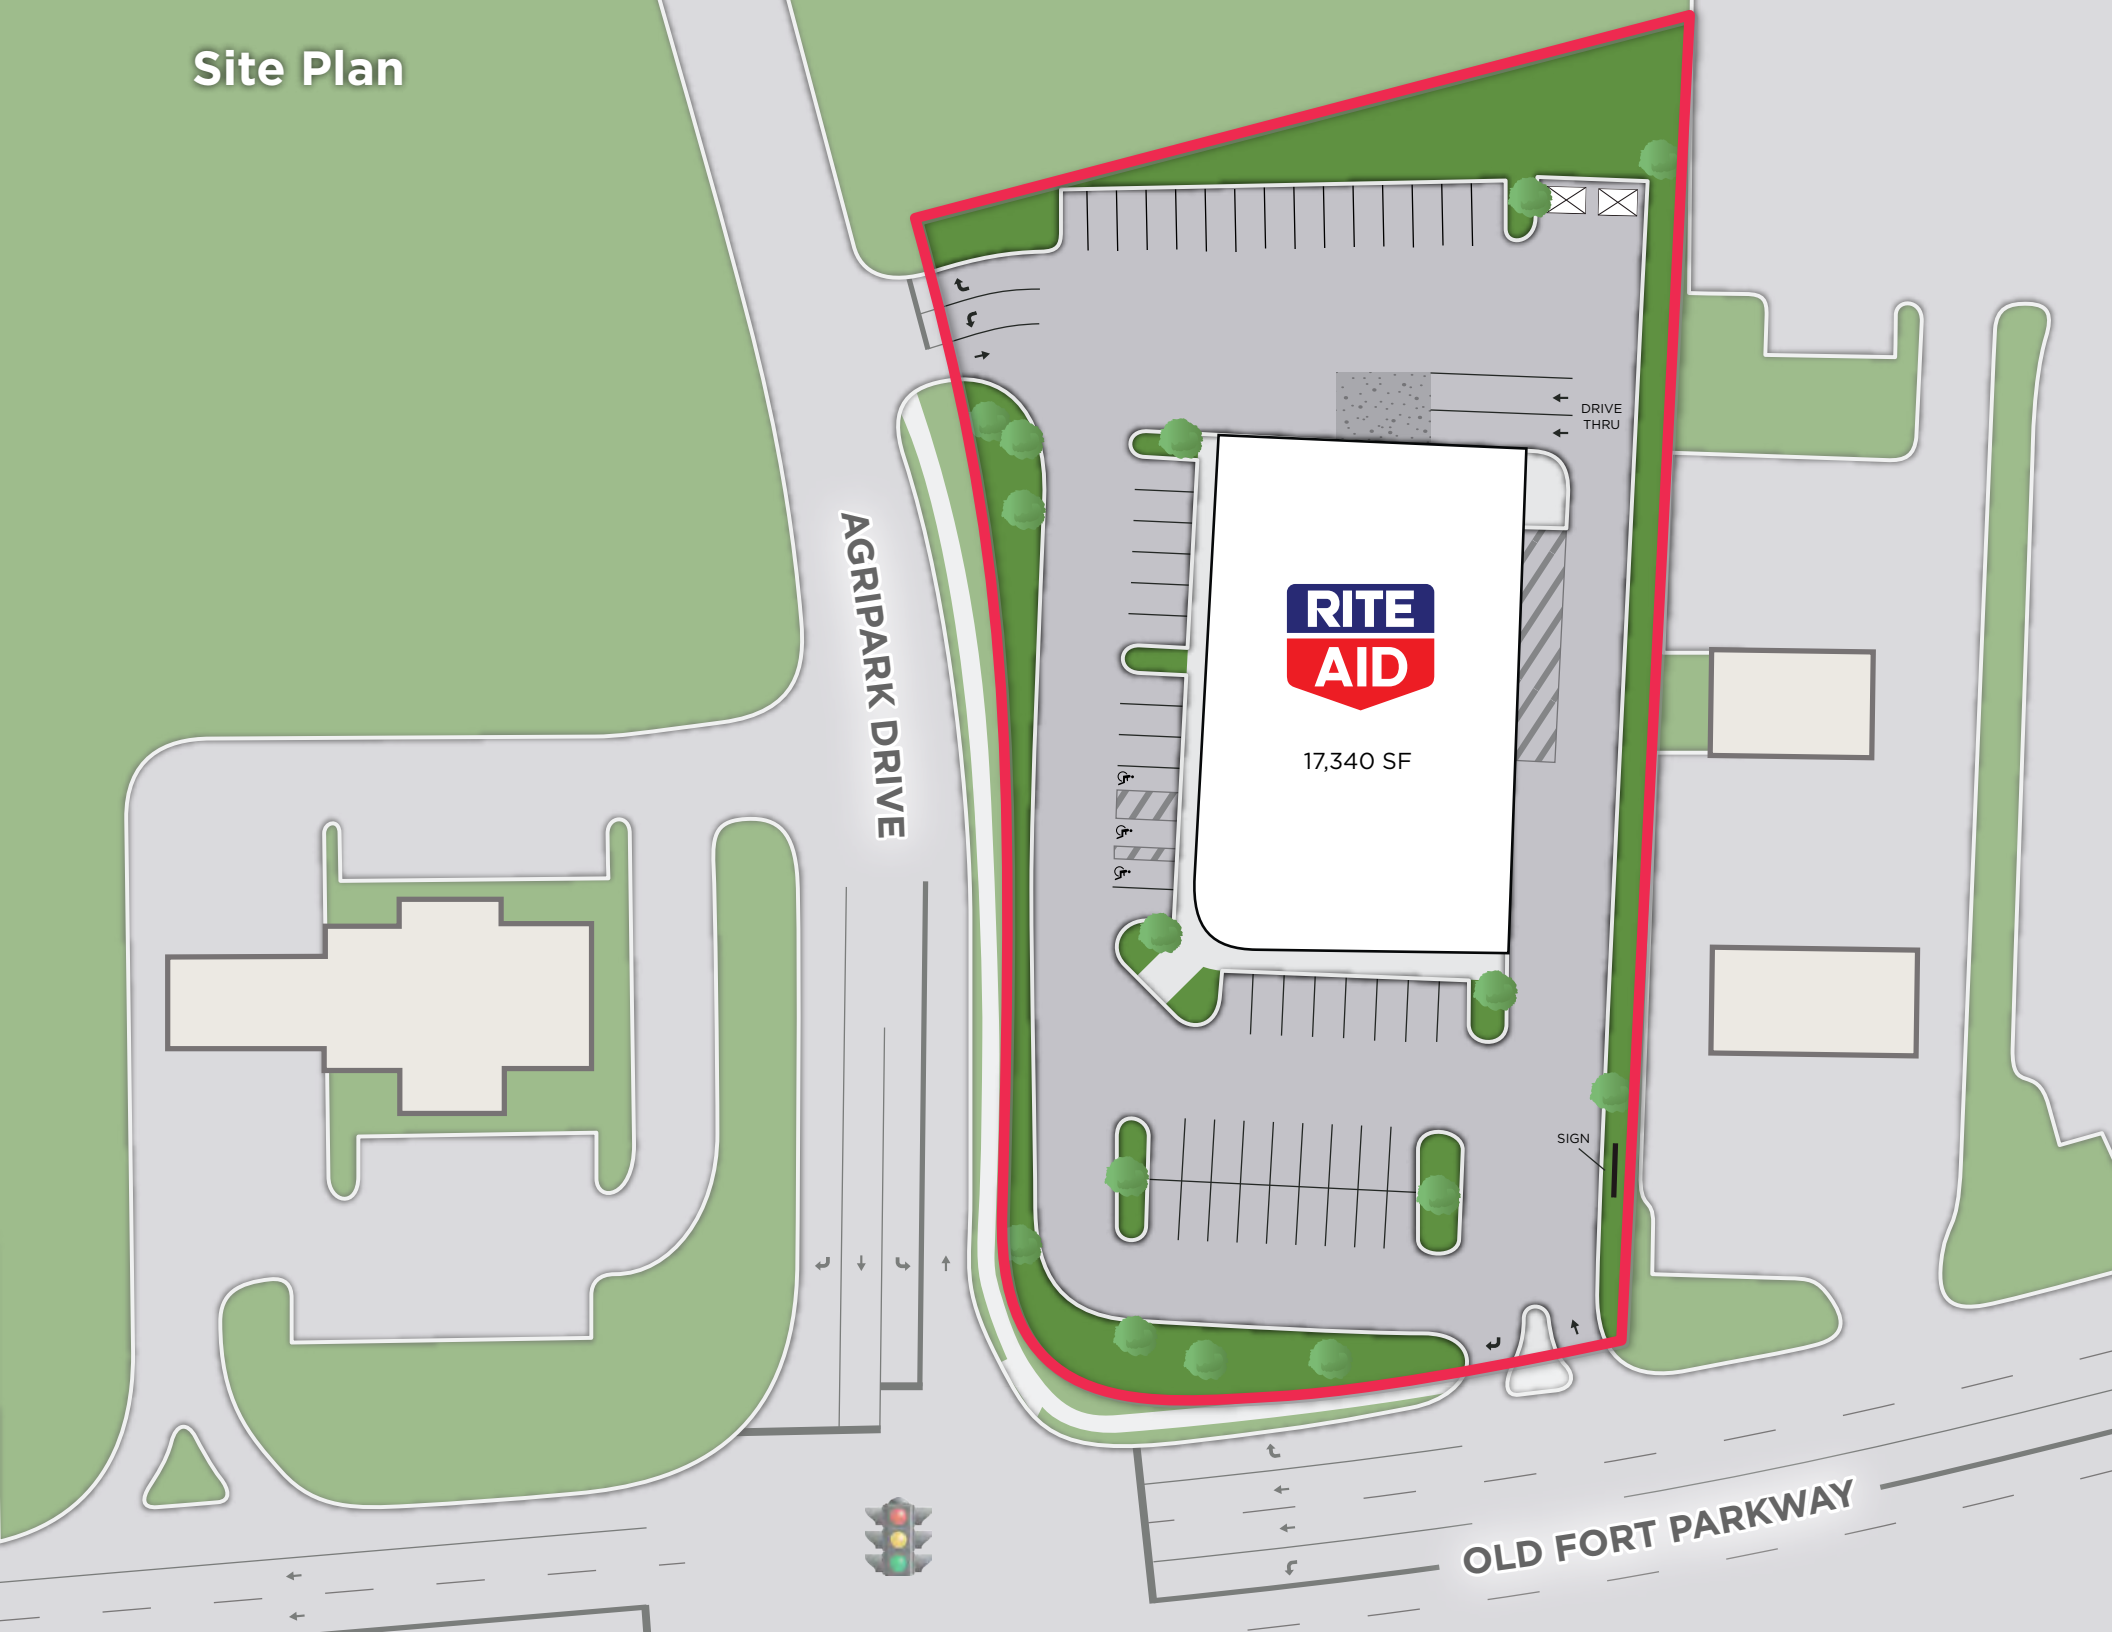 Site Plan
DRIVE
THRU
AGRIPARK DRIVE
RITE
AID
17,340 SF
SIGN
OLD FORT PARKWAY